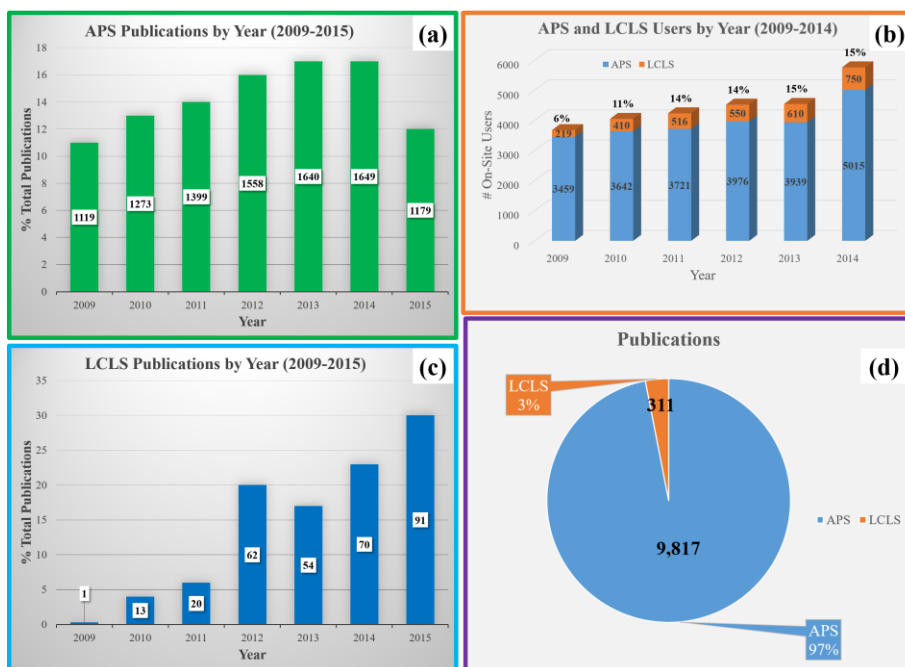 APS Publications by Year (2009-2015)
(a)
% Total Publications
18
16
14
12
10
8
6
4
2
0
1119
1273
1399
1558
1640
1649
1179
2009 2010 2011 2012 2013 2014 2015
Year
APS and LCLS Users by Year (2009-2014)
(b)
APS LCLS
# On-Site Users
6000
5000
4000
3000
2000
1000
0
6%
11%
14%
14%
15%
15%
219
410
516
550
610
750
3459
3642
3721
3976
3939
5015
2009 2010 2011 2012 2013 2014
Year
LCLS Publications by Year (2009-2015)
(c)
% Total Publications
35
30
25
20
15
10
5
0
1
13
20
62
54
70
91
2009 2010 2011 2012 2013 2014 2015
Year
Publications
(d)
LCLS
3%
311
9,817
APS LCLS
APS
97%